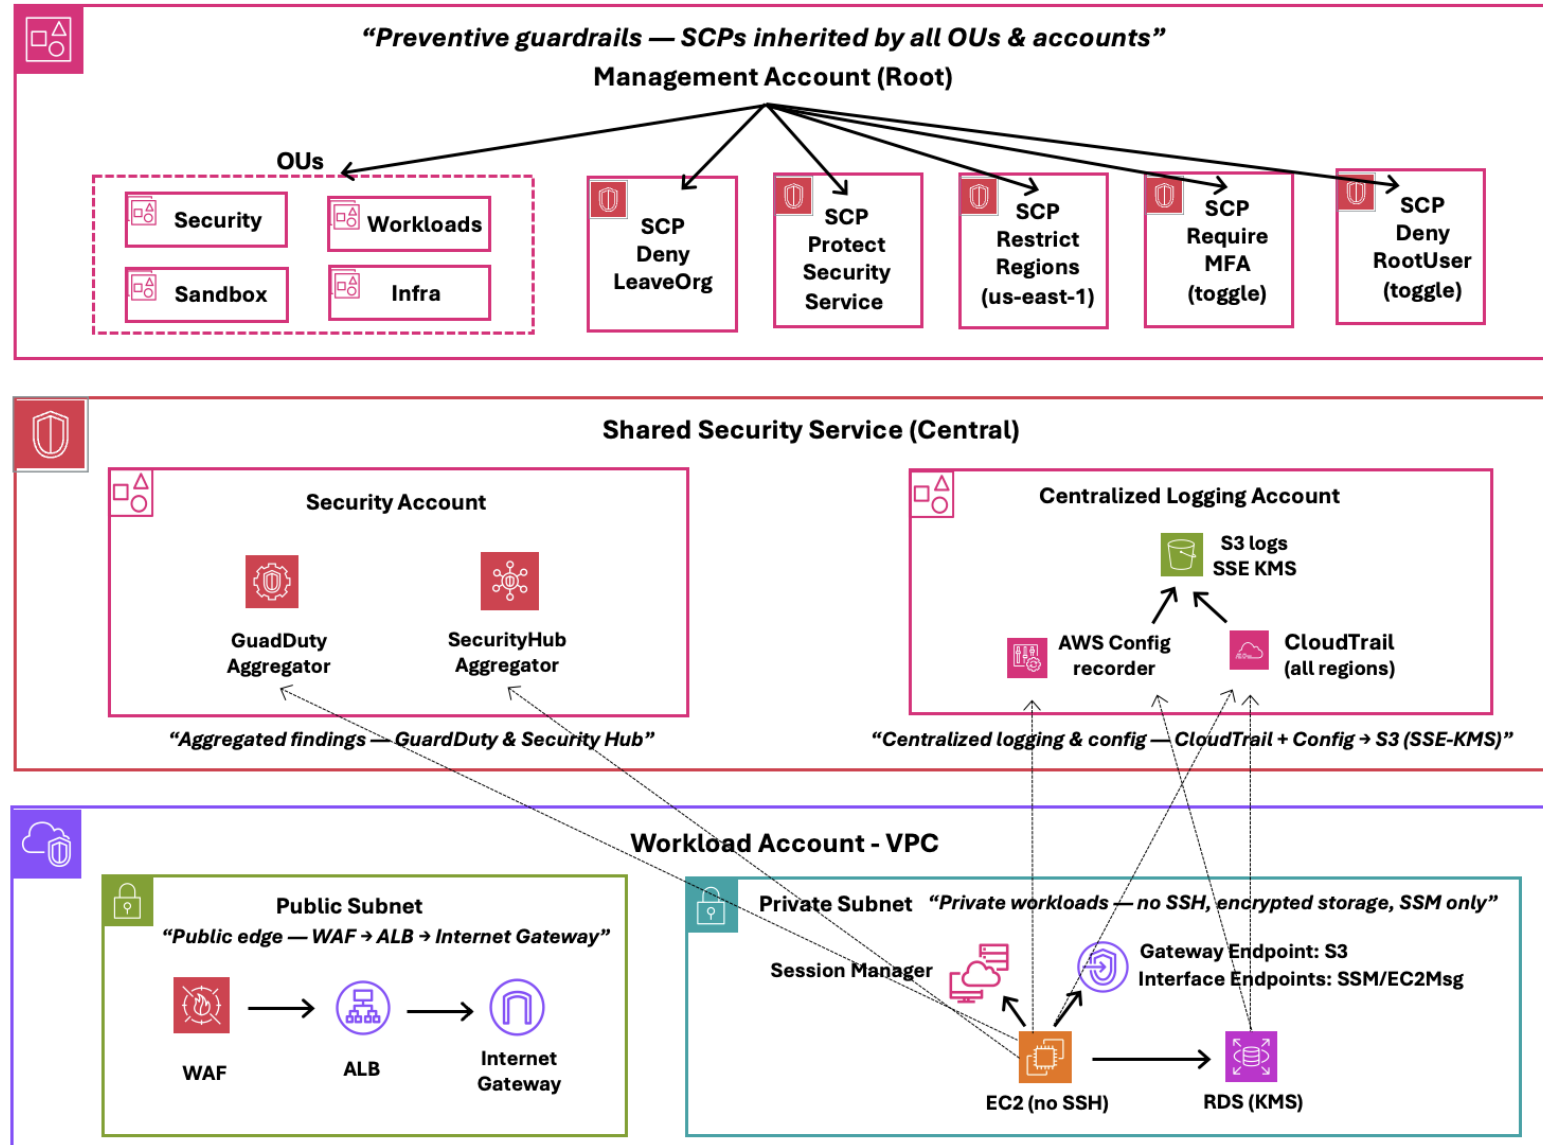 “Preventive guardrails — SCPs inherited by all OUs & accounts”
Management Account (Root)
OUs
Security
Workloads
Sandbox
Infra
SCP
Deny
LeaveOrg
SCP
Protect
Security
Service
SCP
Restrict
Regions
(us-east-1)
SCP
Require
MFA
(toggle)
SCP
Deny
RootUser
(toggle)
Shared Security Service (Central)
Security Account
GuadDuty
Aggregator
SecurityHub
Aggregator
“Aggregated findings — GuardDuty & Security Hub”
Centralized Logging Account
S3 logs
SSE KMS
AWS Config
recorder
CloudTrail
(all regions)
“Centralized logging & config — CloudTrail + Config → S3 (SSE-KMS)”
Workload Account - VPC
Public Subnet
“Public edge — WAF → ALB → Internet Gateway”
WAF
ALB
Internet
Gateway
Private Subnet
“Private workloads — no SSH, encrypted storage, SSM only”
Session Manager
Gateway Endpoint: S3
Interface Endpoints: SSM/EC2Msg
EC2 (no SSH)
RDS (KMS)